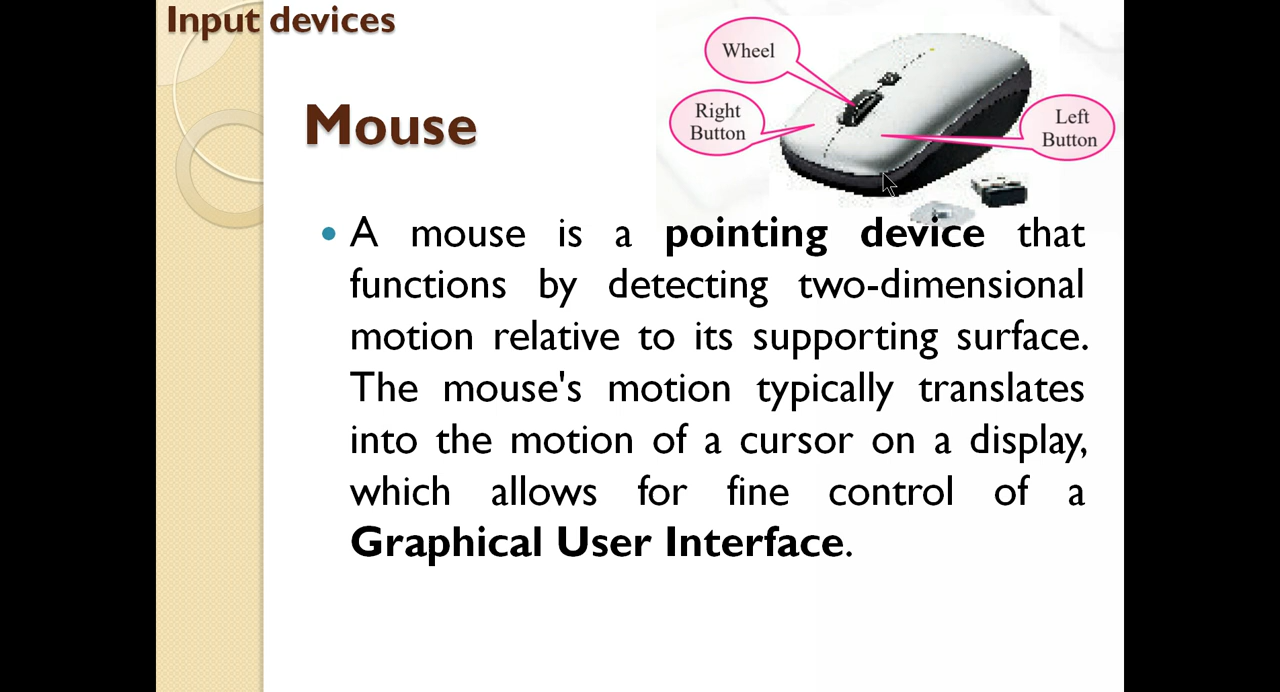 Input devices
Wheel
Right
Button
Left
Button
Mouse
• A mouse is a pointing device that
functions by detecting two-dimensional
motion relative to its supporting surface.
The mouse's motion typically translates
into the motion of a cursor on a display,
which allows for fine control of a
Graphical User Interface.